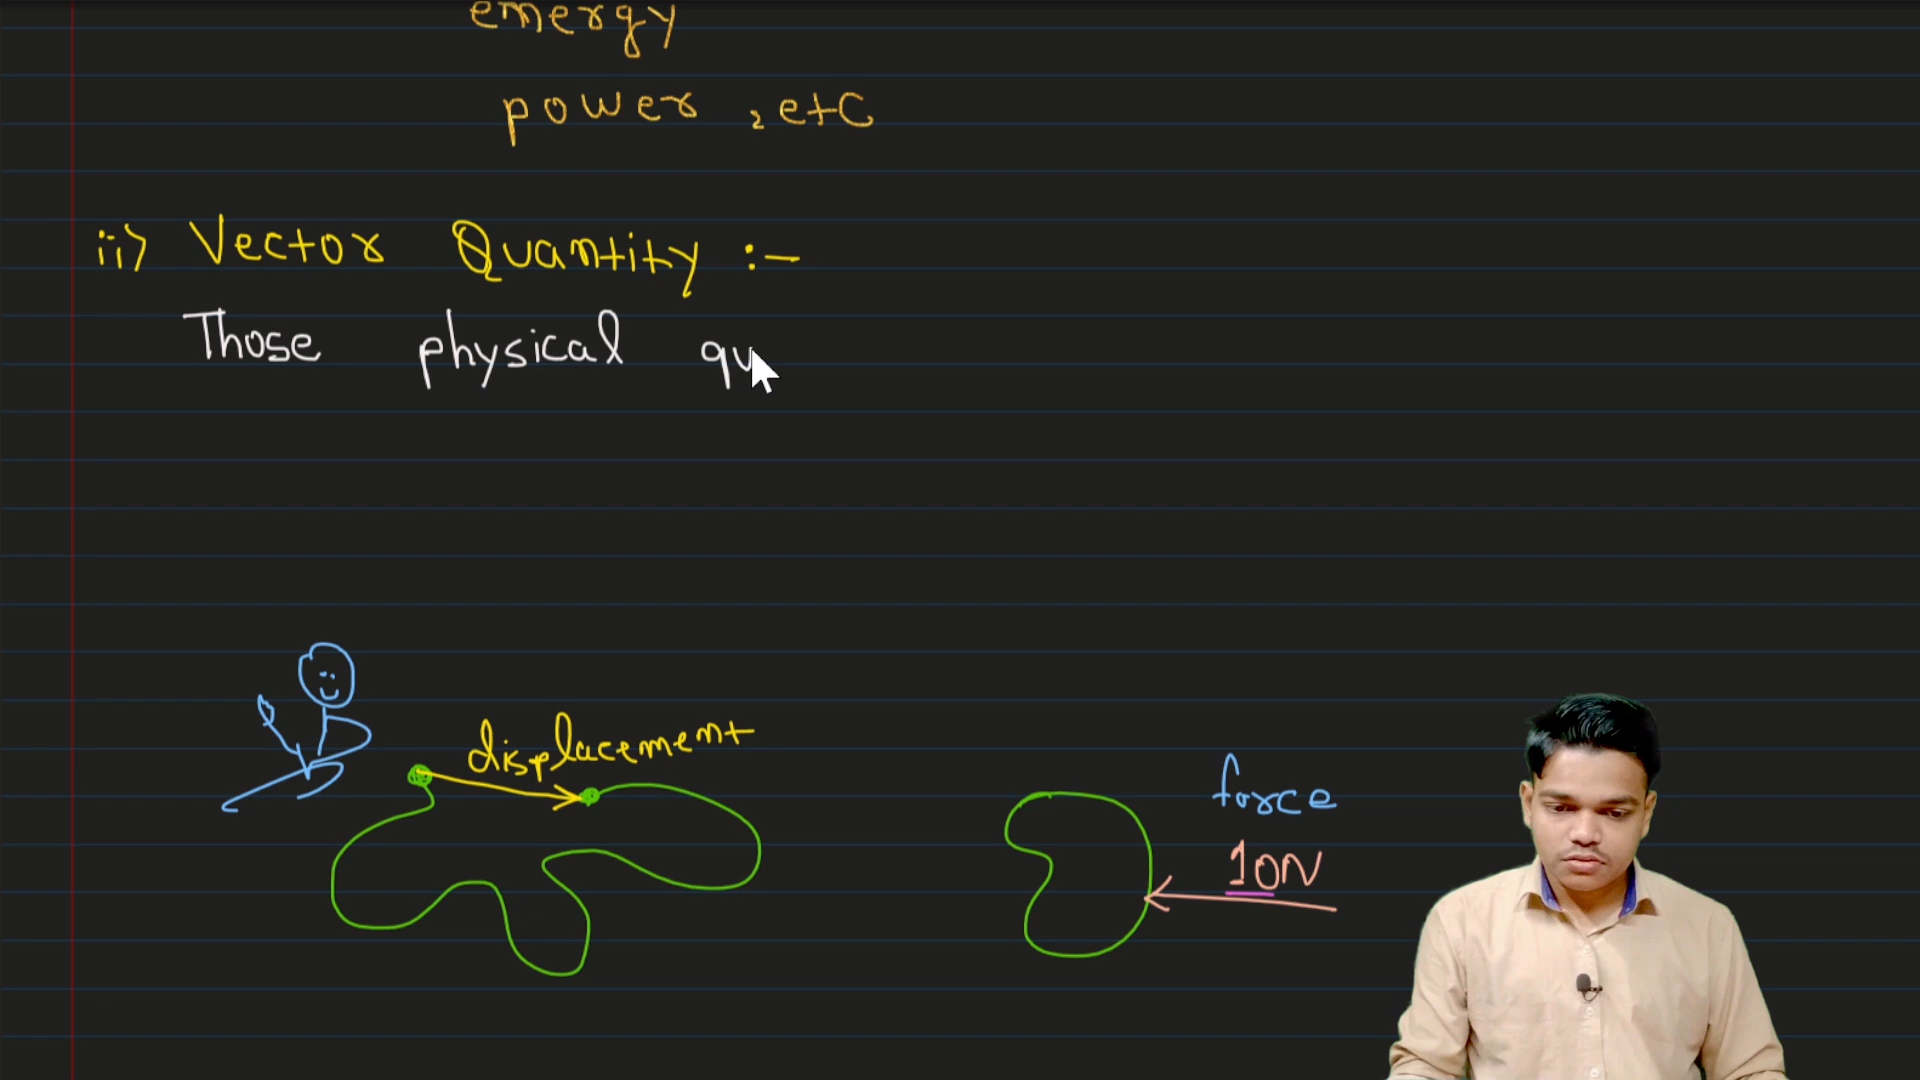 energy
power, etc
ii) Vector Quantity :-
Those physical qu
displacement
force
10N